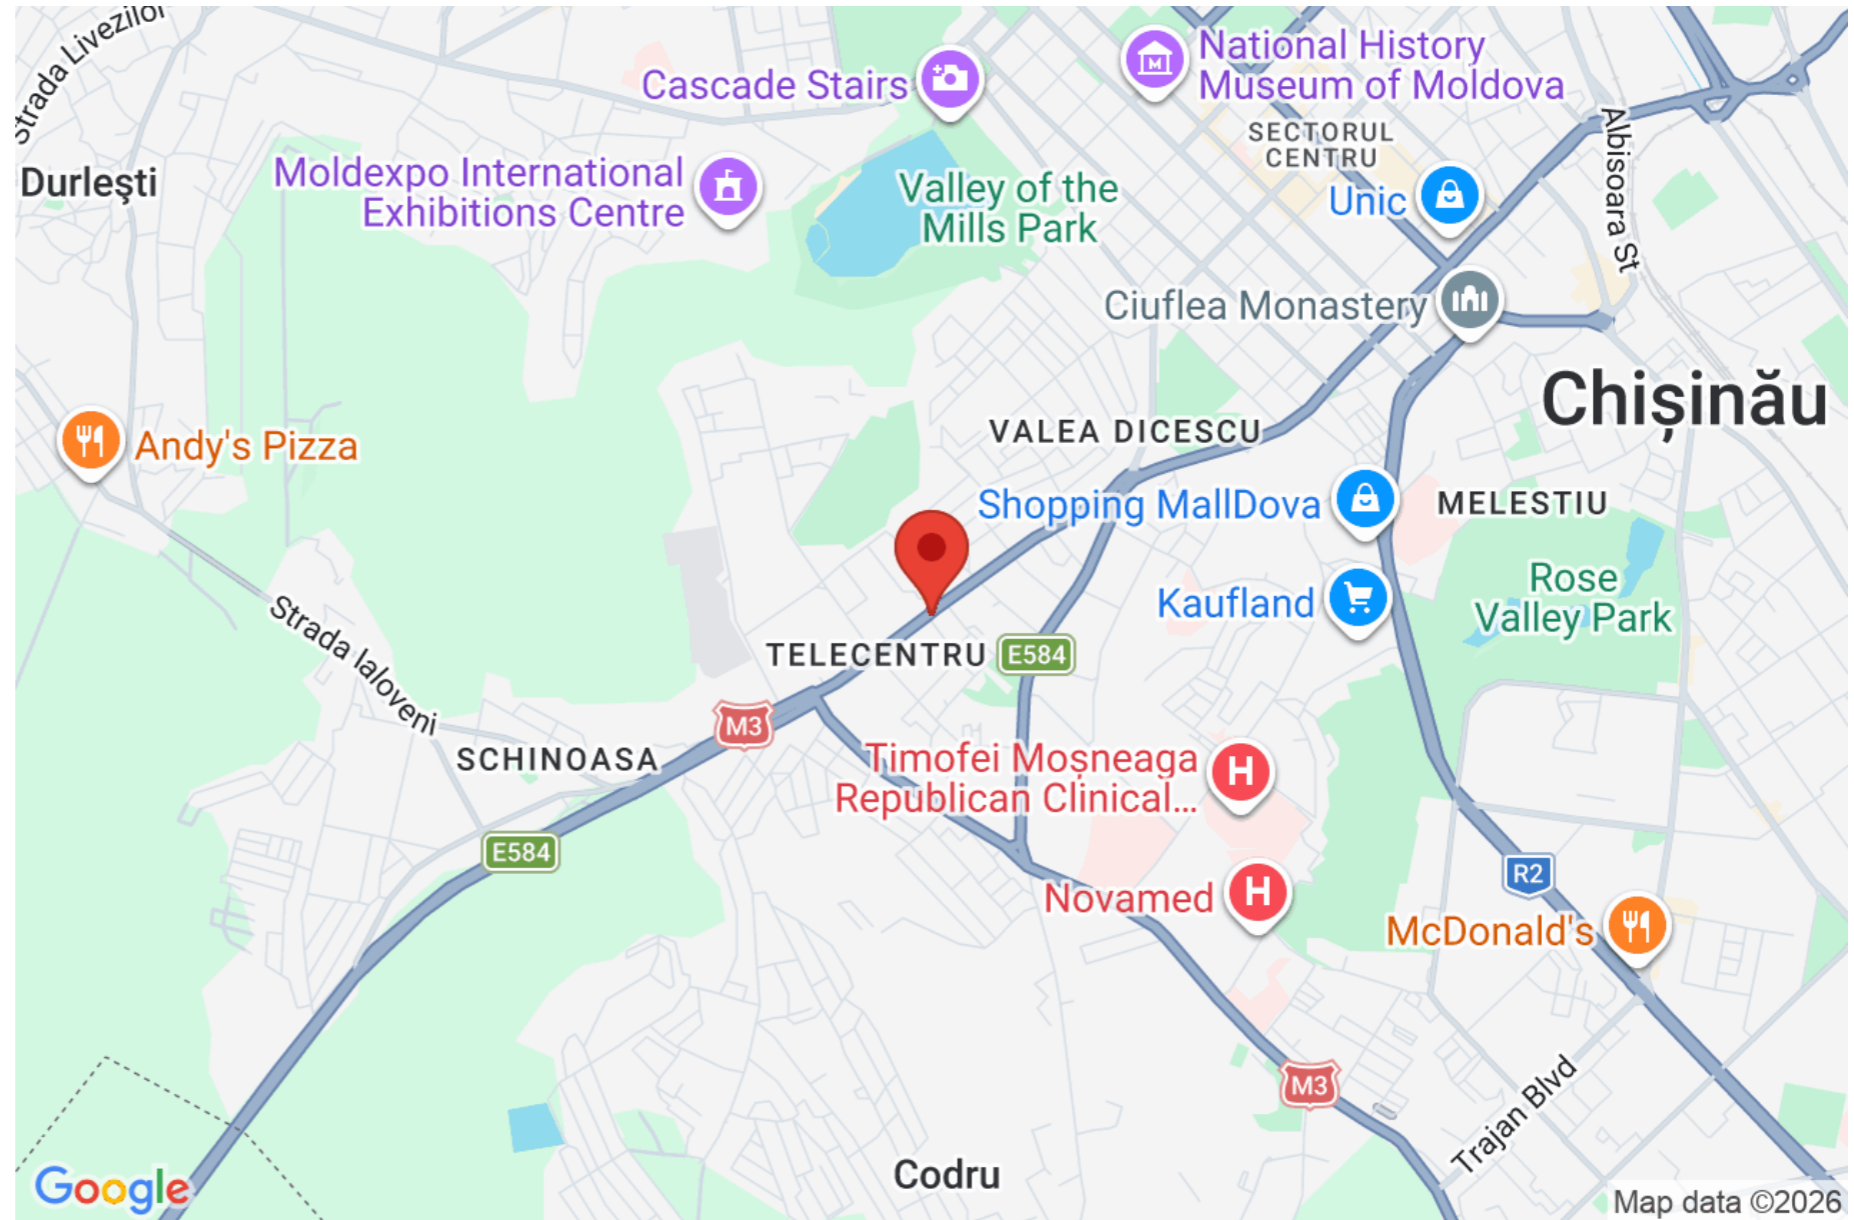 Strada Livezilor
Cascade Stairs
National History
Museum of Moldova
SECTORUL
CENTRU
Albisoara St
Durleşti
Moldexpo International
Exhibitions Centre
Valley of the
Mills Park
Unic
Ciuflea Monastery
Chișinău
Andy's Pizza
VALEA DICESCU
Shopping MallDova
MELESTIU
Rose
Valley Park
Kaufland
Strada Ialoveni
TELECENTRU
E584
M3
SCHINOASA
Timofei Moșneaga
Republican Clinical...
H
E584
R2
Novamed
H
McDonald's
M3
Trajan Blvd
Codru
Google
Map data ©2026